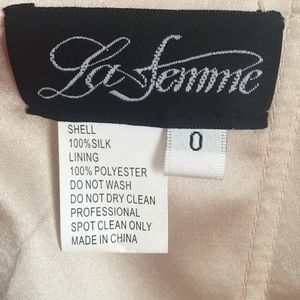 La Femme
SHELL
100%SILK
LINING
100% POLYESTER
DO NOT WASH
DO NOT DRY CLEAN
PROFESSIONAL
SPOT CLEAN ONLY
MADE IN CHINA
0